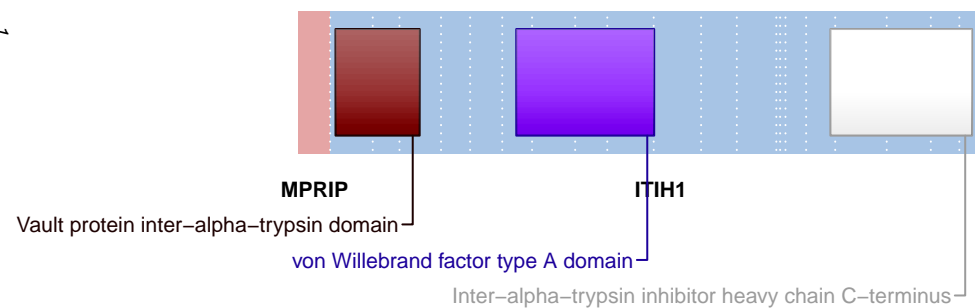 MPRIP ITIH1
Vault protein inter−alpha−trypsin domain
von Willebrand factor type A domain
Inter−alpha−trypsin inhibitor heavy chain C−terminus